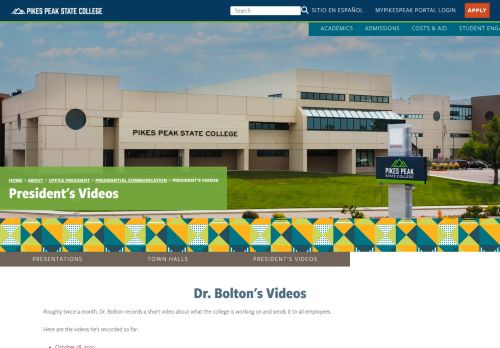 PIKES PEAK STATE COLLEGE
Search
SITIO EN ESPAÑOL
MYPIKESPEAK PORTAL LOGIN
APPLY
ACADEMICS
ADMISSIONS
COSTS & AID
STUDENT ENGA
PIKES PEAK STATE COLLEGE
PIKES PEAK
STATE COLLEGE
HOME > ABOUT > OFFICE PRESIDENT > PRESIDENTIAL COMMUNICATION > PRESIDENT'S VIDEOS
President's Videos
PRESENTATIONS
TOWN HALLS
PRESIDENT'S VIDEOS
Dr. Bolton's Videos
Roughly twice a month, Dr. Bolton records a short video about what the college is working on and sends it to all employees.
Here are the videos he's recorded so far: